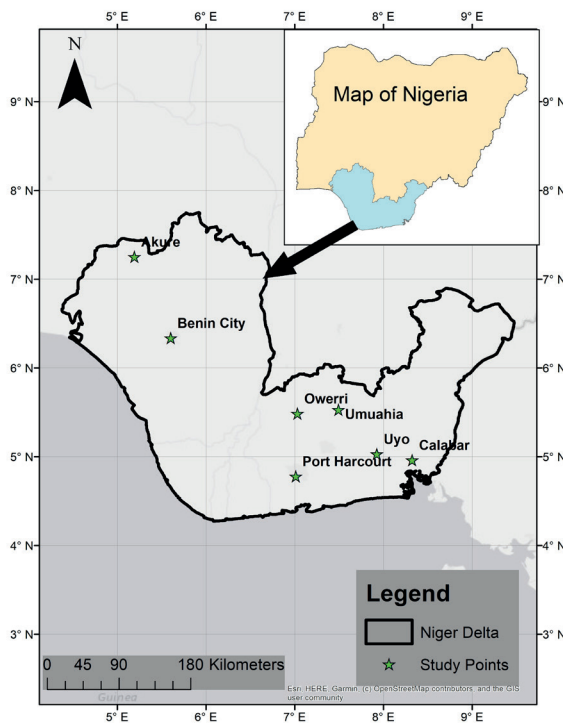 5° E 6° E 7° E 8° E 9° E
N
Map of Nigeria
9° N 9° N
8° N 8° N
7° N 7° N
6° N 6° N
5° N 5° N
4° N 4° N
3° N 3° N
Akure
Benin City
Owerri
Umuahia
Uyo
Calabar
Port Harcourt
Legend
Niger Delta
Study Points
0 45 90 180 Kilometers
Esri, HERE, Garmin, (c) OpenStreetMap contributors, and the GIS
user community
Guinea
5° E 6° E 7° E 8° E 9° E